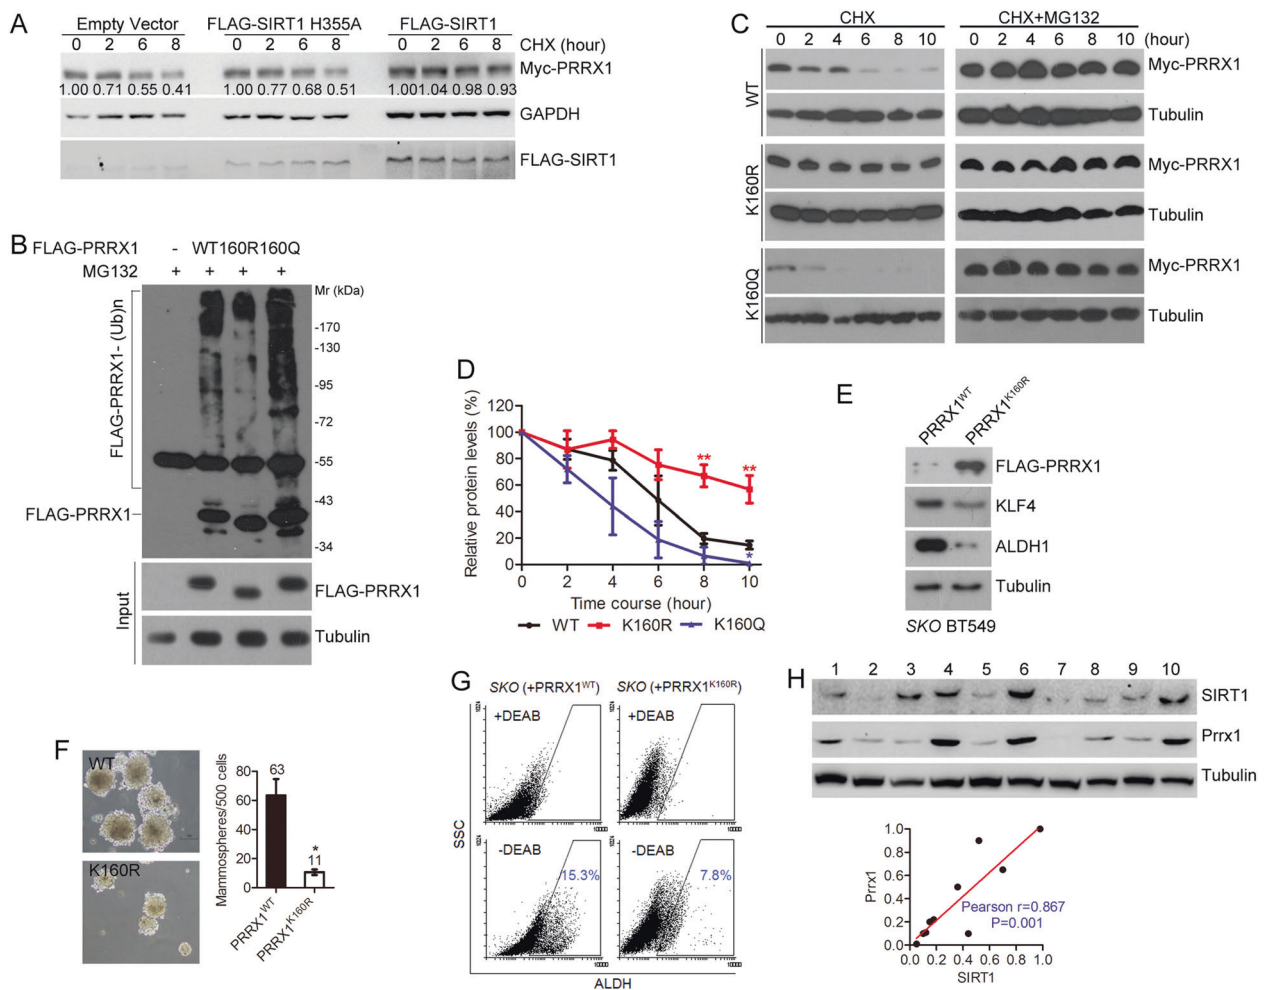 A
Empty Vector FLAG-SIRT1 H355A FLAG-SIRT1
0 2 6 8 0 2 6 8 0 2 6 8 CHX (hour)
Myc-PRRX1
1.00 0.71 0.55 0.41 1.00 0.77 0.68 0.51 1.00 1.04 0.98 0.93
GAPDH
FLAG-SIRT1
B
FLAG-PRRX1 - WT160R160Q
MG132 + + + +
Mr (kDa)
FLAG-PRRX1- (Ub)n
-170
-130
-95
-72
-55
-43
FLAG-PRRX1
-34
Input
FLAG-PRRX1
Tubulin
C
CHX CHX+MG132
0 2 4 6 8 10 0 2 4 6 8 10 (hour)
WT
Myc-PRRX1
Tubulin
K160R
Myc-PRRX1
Tubulin
K160Q
Myc-PRRX1
Tubulin
D
Relative protein levels (%)
120
100
80
60
40
20
0
** **
*
0 2 4 6 8 10
Time course (hour)
WT K160R K160Q
E
PRRX1WT PRRX1K160R
FLAG-PRRX1
KLF4
ALDH1
Tubulin
SKO BT549
F
WT
K160R
Mammospheres/500 cells
80
60
40
20
0
63
*
11
PRRX1WT PRRX1K160R
G
SKO (+PRRX1WT) SKO (+PRRX1K160R)
1024 1024
+DEAB +DEAB
10000 10000
SSC
1024 1024
-DEAB -DEAB
15.3% 7.8%
10000 10000
ALDH
H
1 2 3 4 5 6 7 8 9 10
SIRT1
Prrx1
Tubulin
Prrx1
1.0
0.8
0.6
0.4
0.2
0.0
Pearson r=0.867
P=0.001
0.0 0.2 0.4 0.6 0.8 1.0
SIRT1